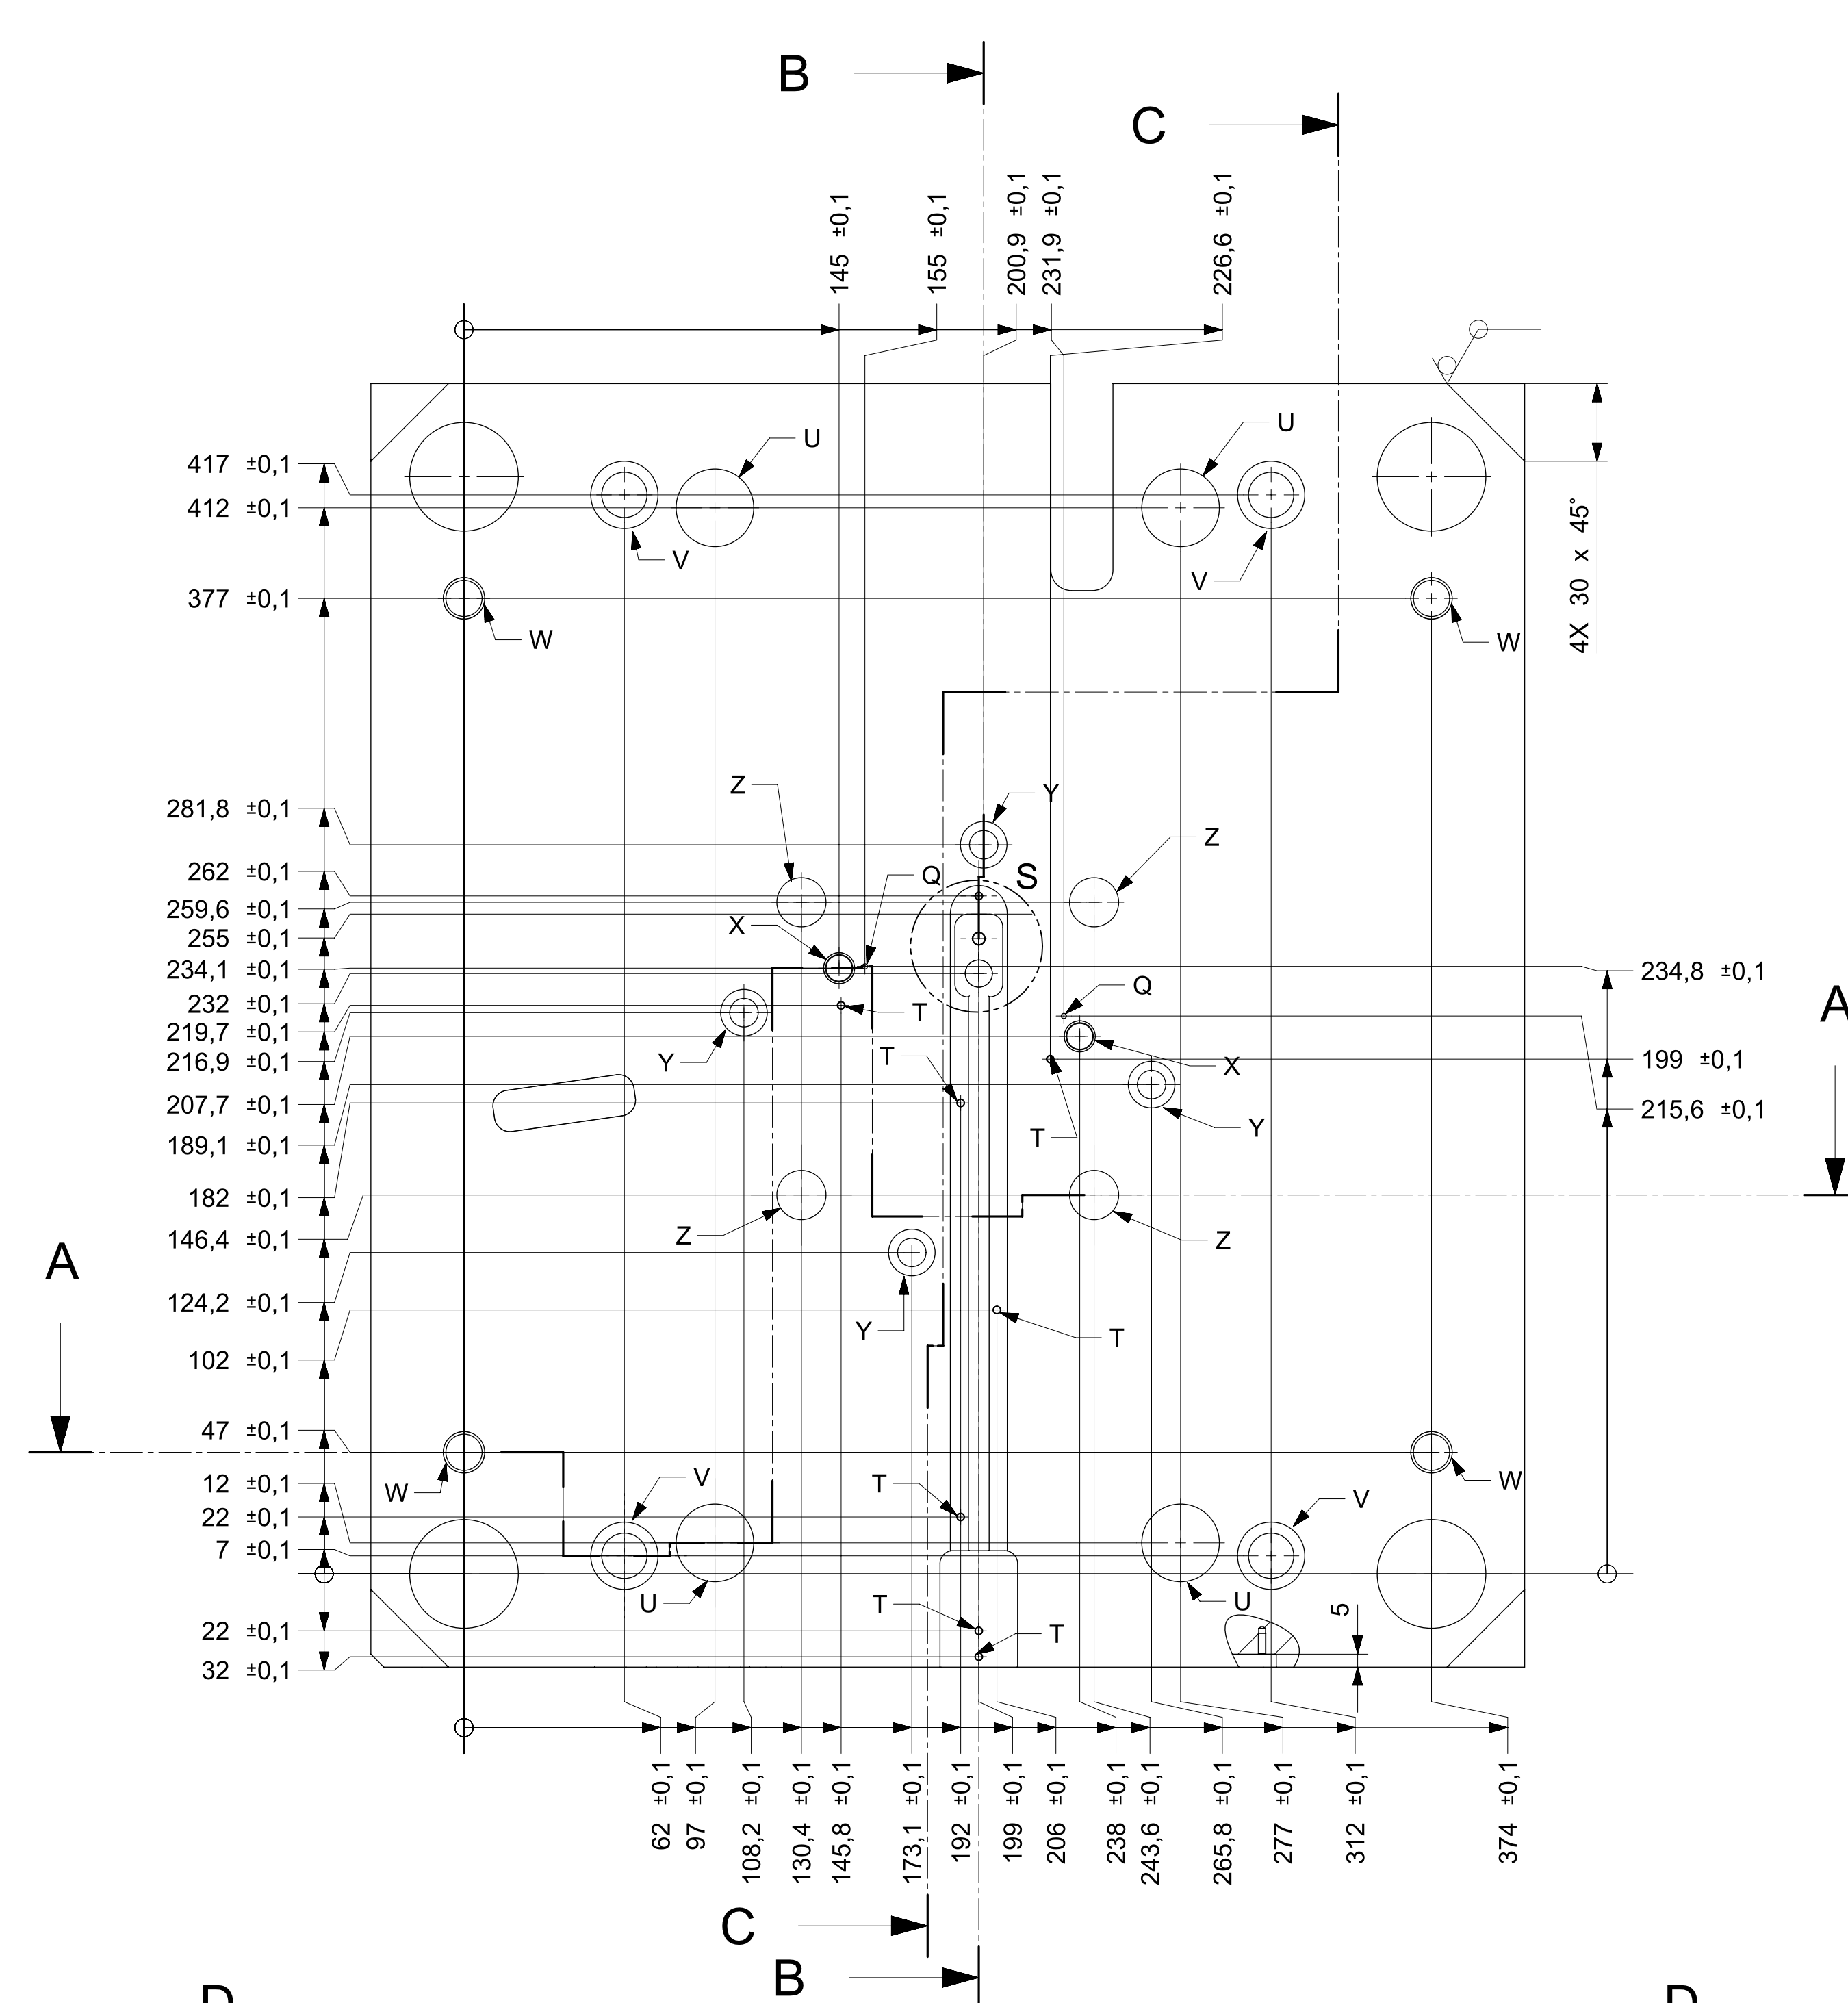 B
C
145 ±0,1
155 ±0,1
200,9 ±0,1
231,9 ±0,1
226,6 ±0,1
U
U
417 ±0,1
412 ±0,1
V
V
4X 30 x 45°
377 ±0,1
W
W
281,8 ±0,1
Z
Y
Z
262 ±0,1
Q
S
259,6 ±0,1
X
255 ±0,1
234,1 ±0,1
234,8 ±0,1
Q
A
232 ±0,1
T
219,7 ±0,1
216,9 ±0,1
Y
T
X
199 ±0,1
207,7 ±0,1
215,6 ±0,1
189,1 ±0,1
T
Y
182 ±0,1
146,4 ±0,1
Z
Z
A
124,2 ±0,1
Y
T
102 ±0,1
47 ±0,1
12 ±0,1
W
V
T
V
W
22 ±0,1
7 ±0,1
U
T
U
5
22 ±0,1
T
32 ±0,1
62 ±0,1
97 ±0,1
108,2 ±0,1
130,4 ±0,1
145,8 ±0,1
173,1 ±0,1
192 ±0,1
199 ±0,1
206 ±0,1
238 ±0,1
243,6 ±0,1
265,8 ±0,1
277 ±0,1
312 ±0,1
374 ±0,1
C
B
D
D